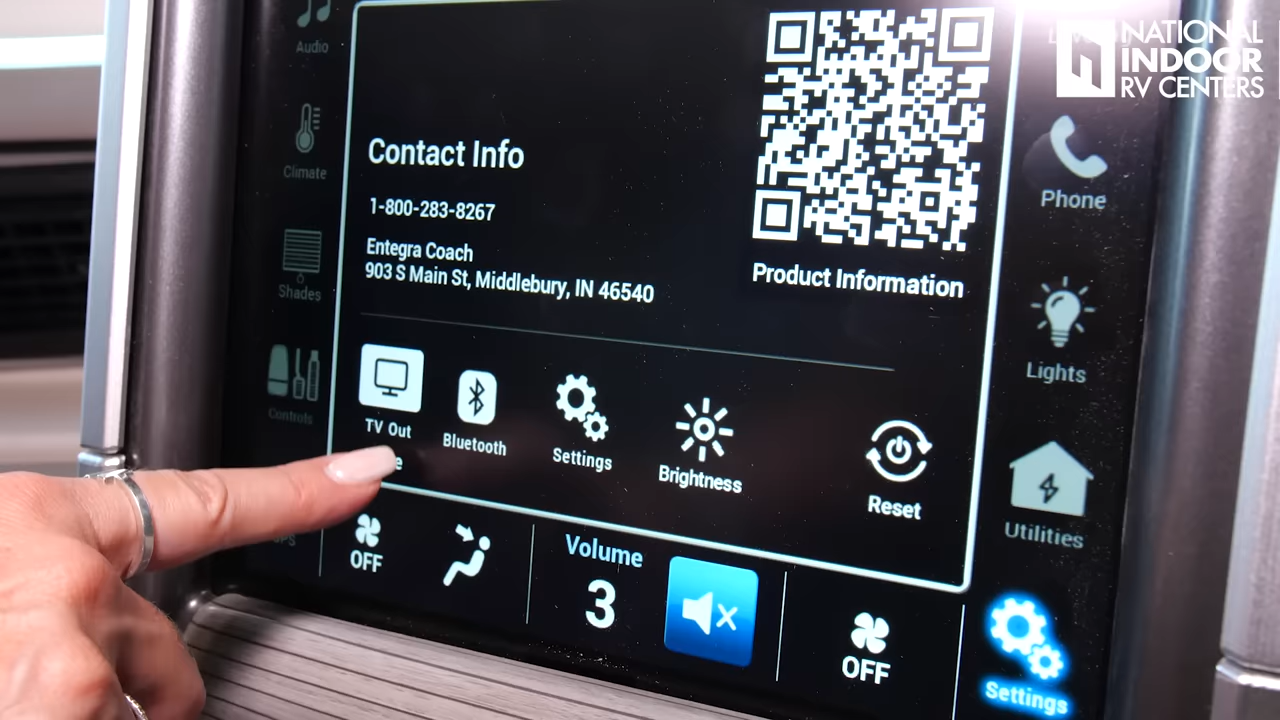 NATIONAL
INDOOR
RV CENTERS
Audio
Climate
Shades
Controls
Contact Info
1-800-283-8267
Entegra Coach
903 S Main St, Middlebury, IN 46540
Product Information
TV Out
Bluetooth
Settings
Brightness
Reset
OFF
Volume
3
OFF
Phone
Lights
Utilities
Settings